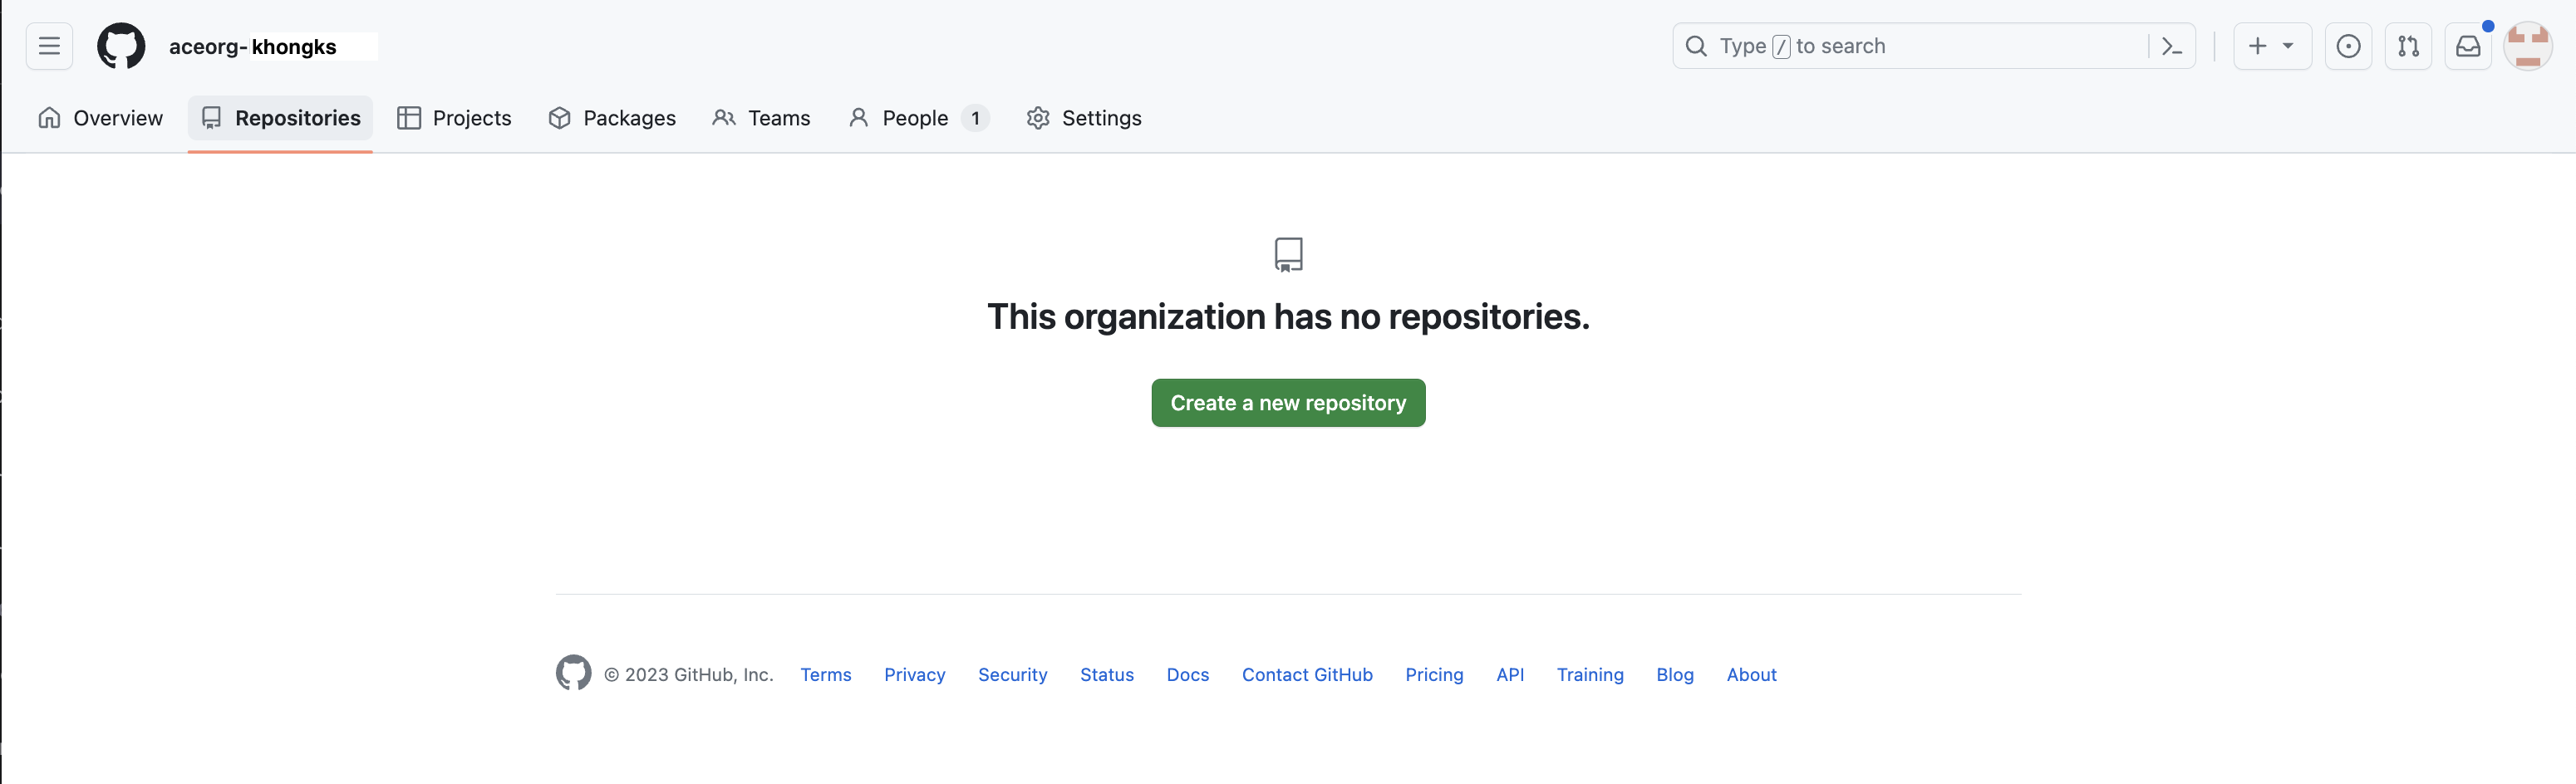 aceorg-khongks
Type / to search
Overview Repositories Projects Packages Teams People 1 Settings
This organization has no repositories.
Create a new repository
© 2023 GitHub, Inc. Terms Privacy Security Status Docs Contact GitHub Pricing API Training Blog About